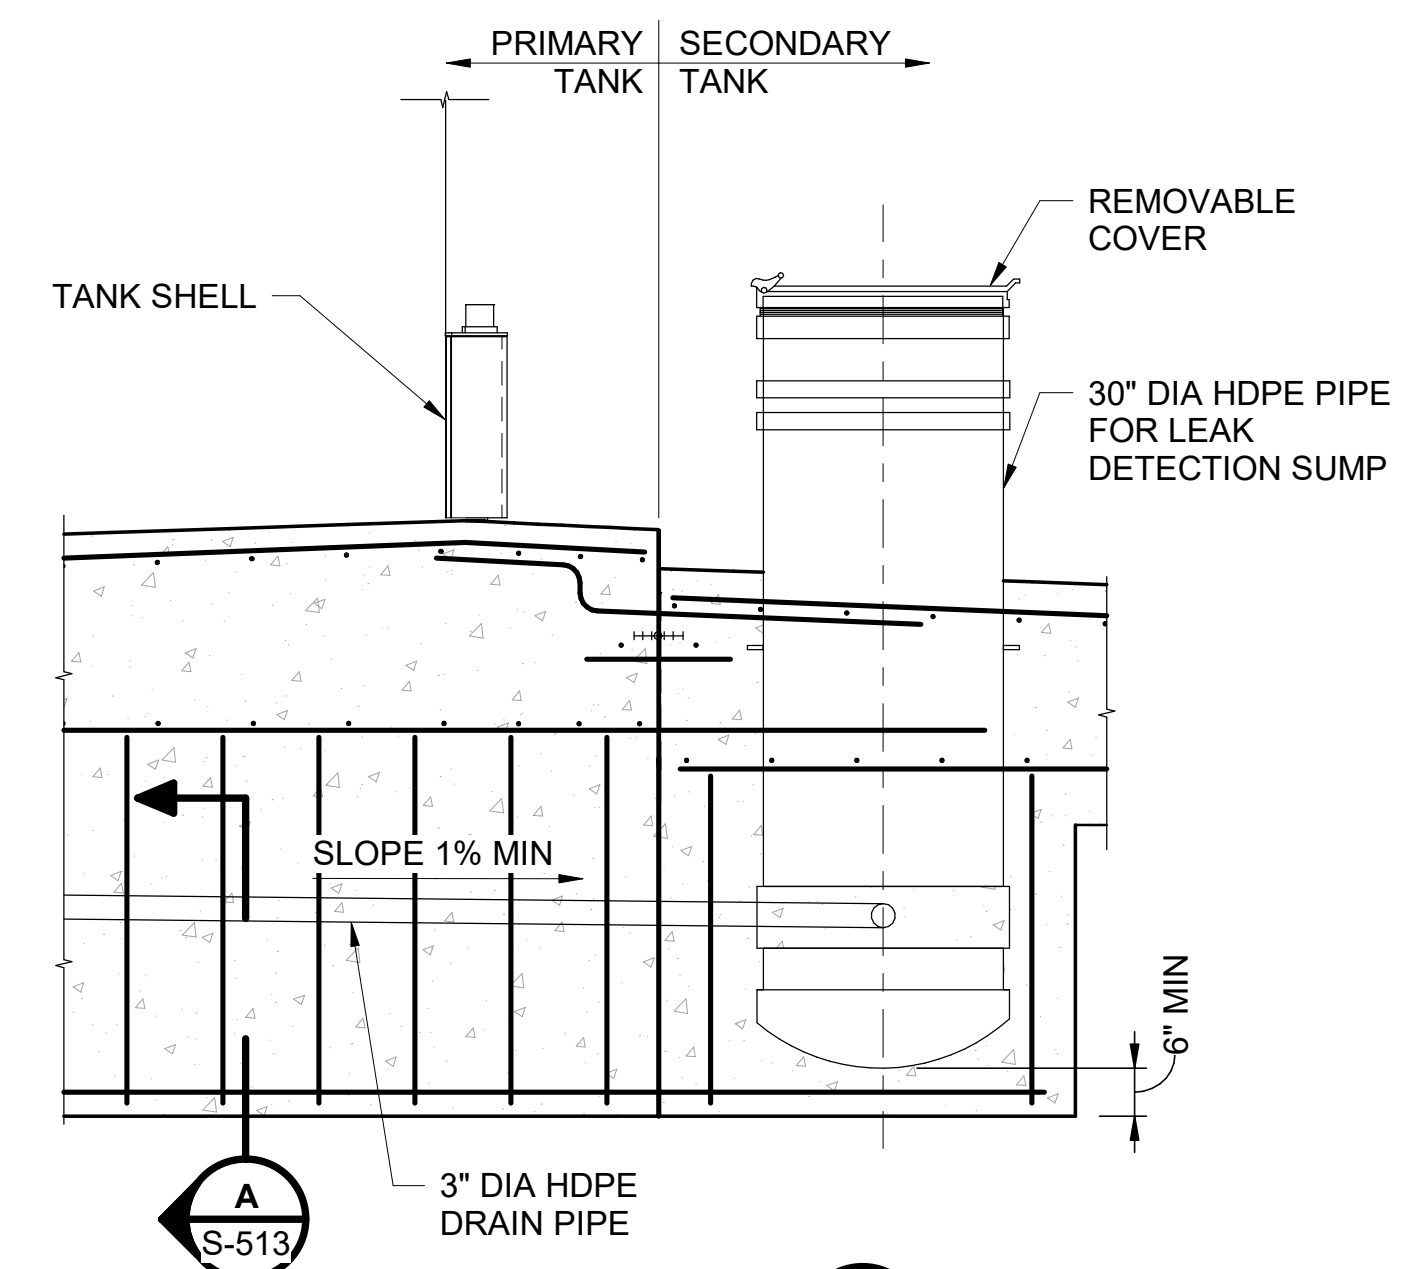 PRIMARY
TANK
SECONDARY
TANK
REMOVABLE
COVER
TANK SHELL
30" DIA HDPE PIPE
FOR LEAK
DETECTION SUMP
SLOPE 1% MIN
6" MIN
3" DIA HDPE
DRAIN PIPE
A
S-513